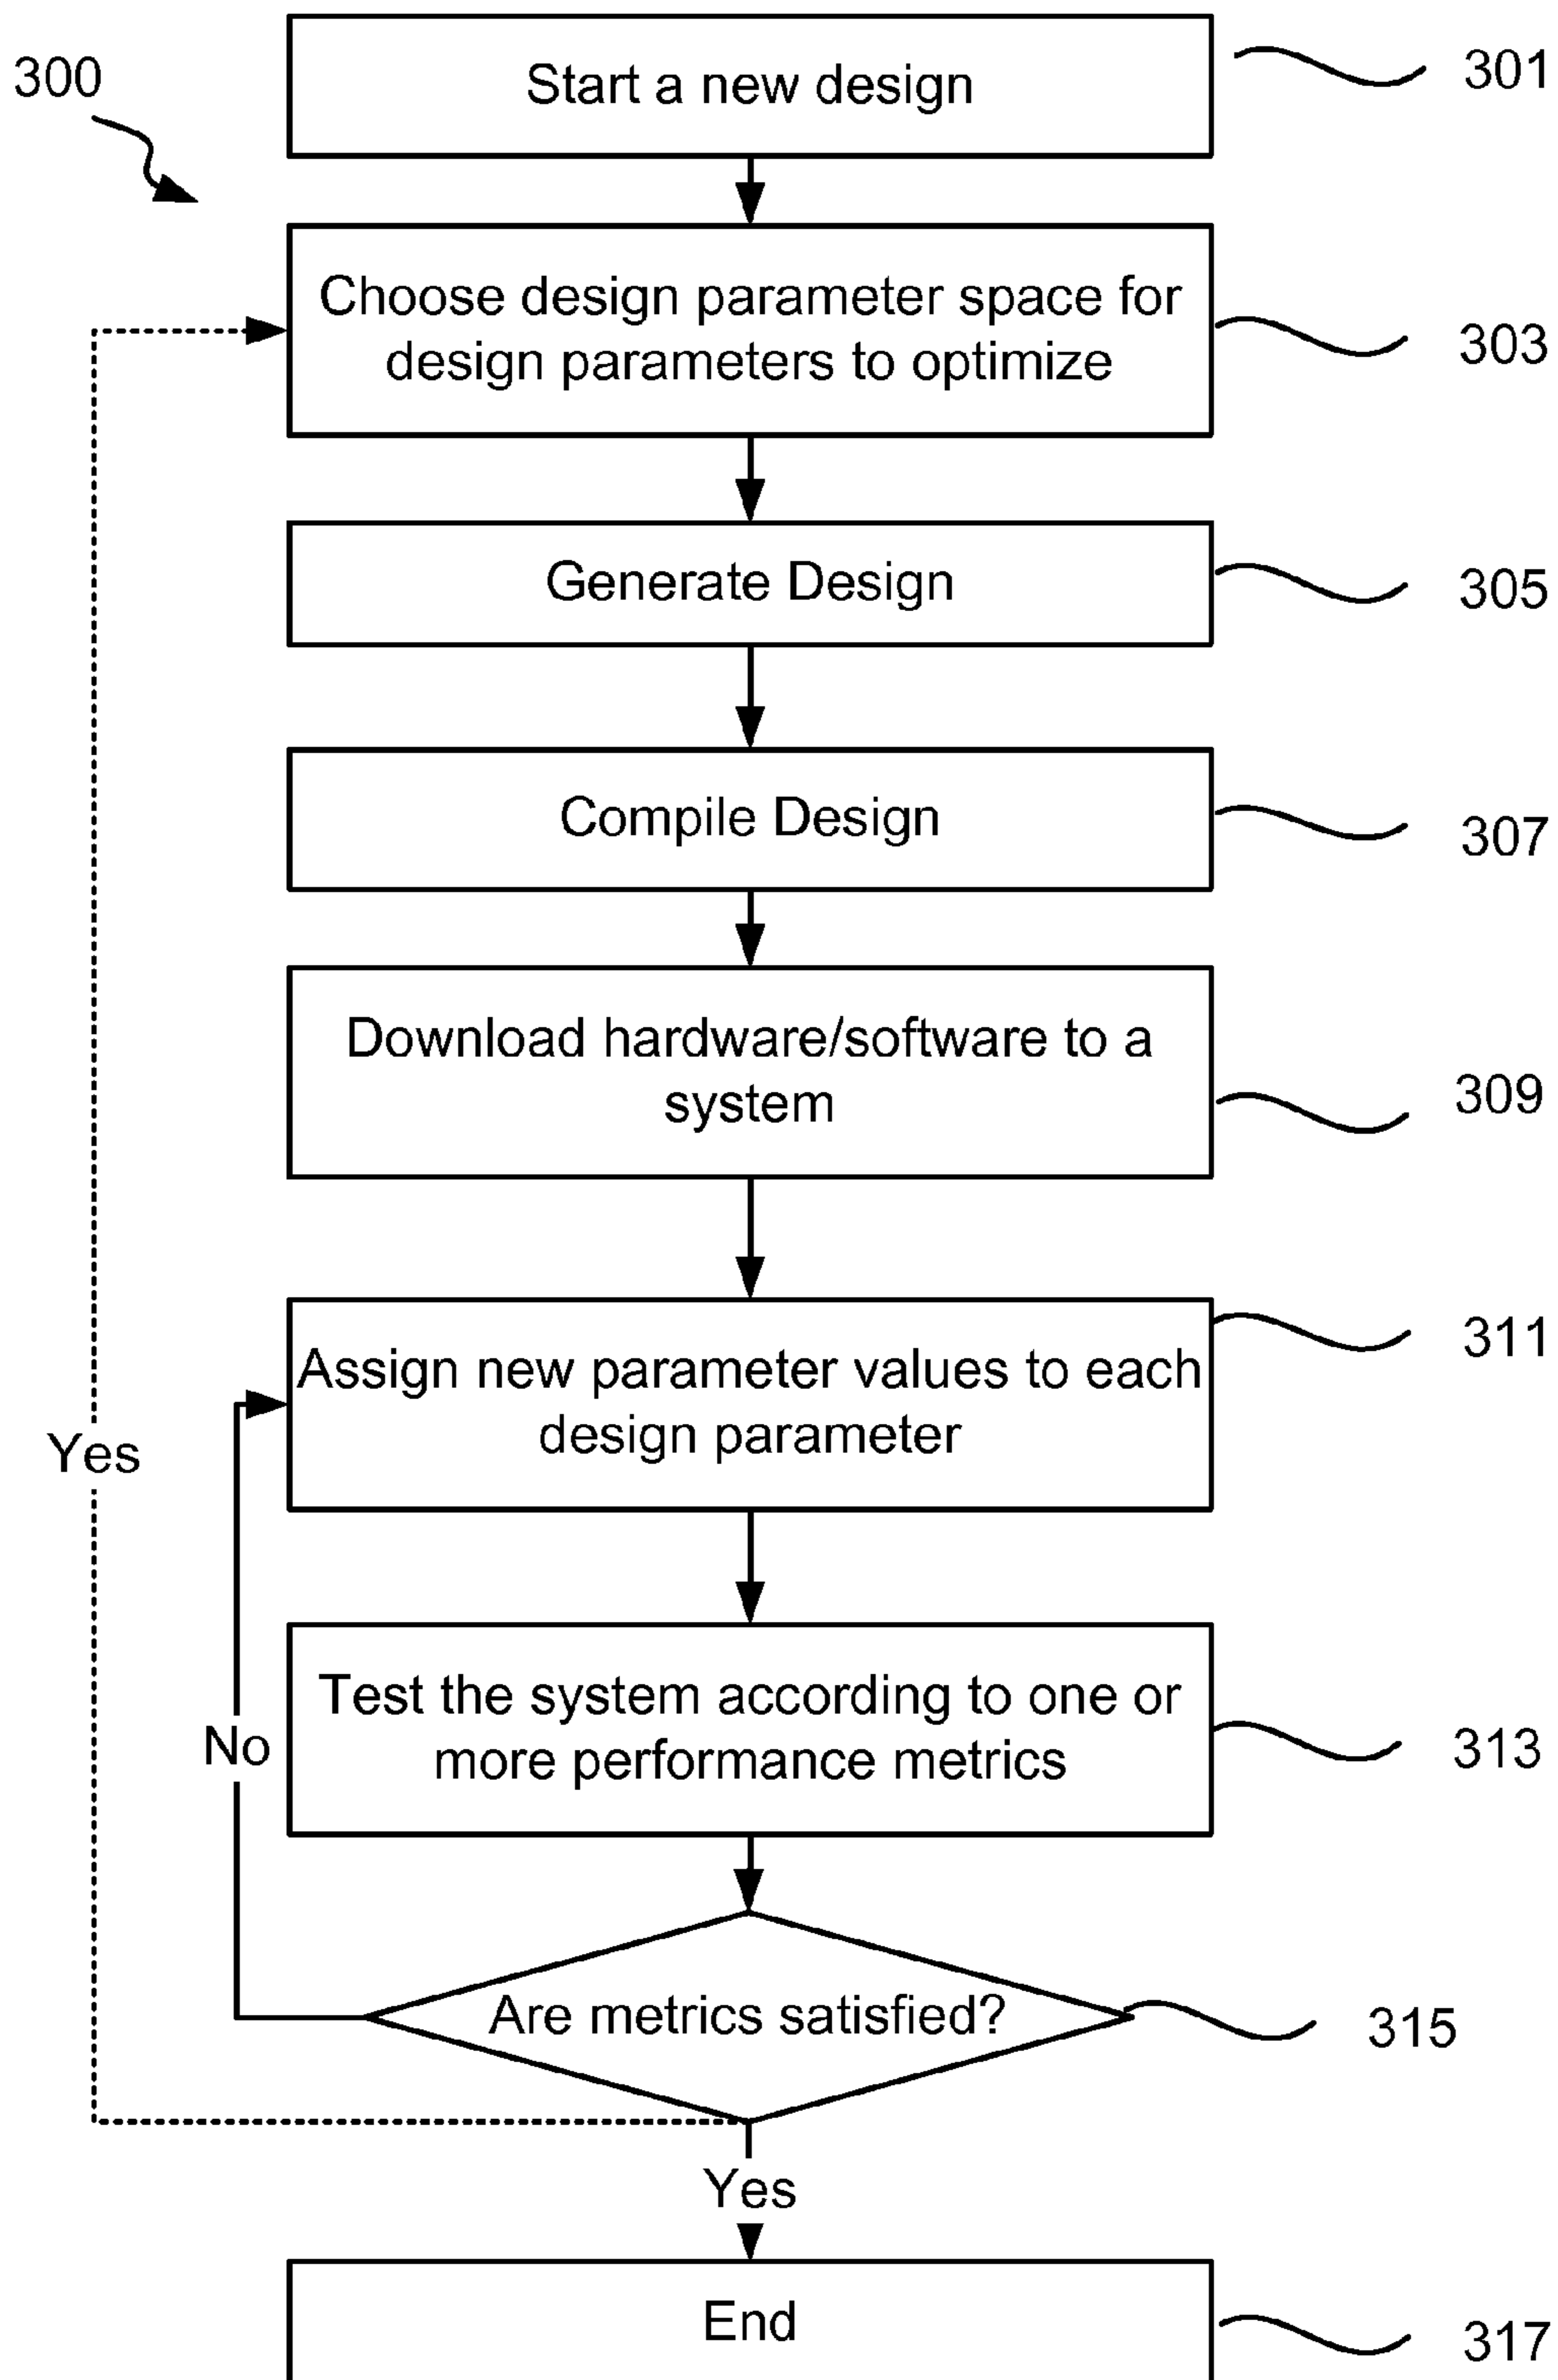 300
Start a new design
301
Choose design parameter space for
design parameters to optimize
303
Generate Design
305
Compile Design
307
Download hardware/software to a
system
309
Assign new parameter values to each
design parameter
311
Yes
Test the system according to one or
more performance metrics
313
No
Are metrics satisfied?
315
Yes
End
317